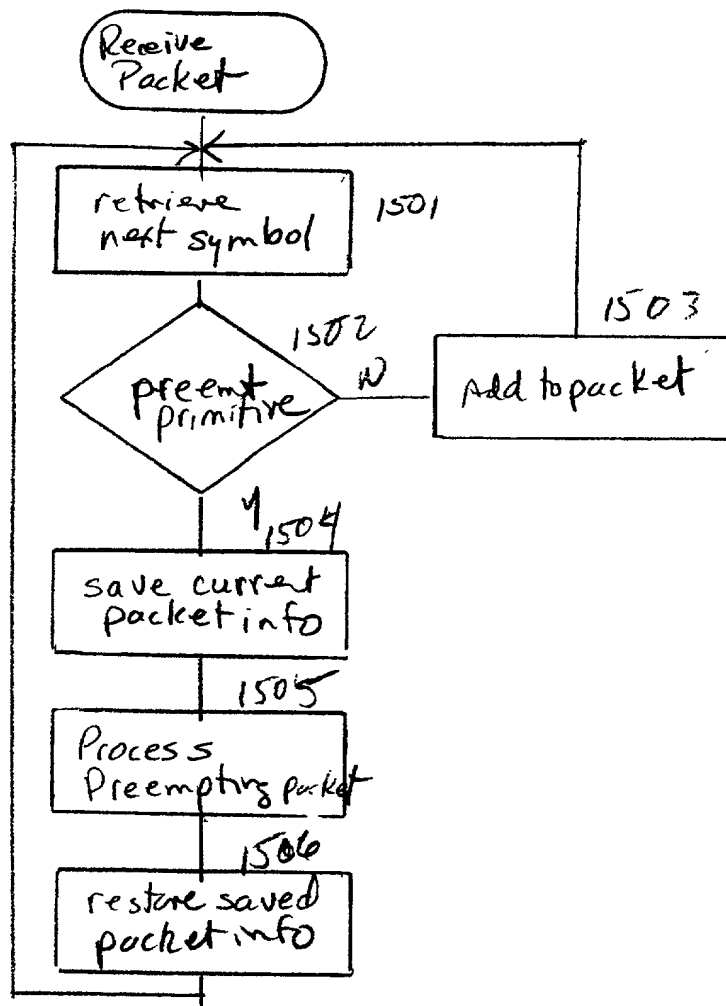 Receive
Packet
retrieve
next symbol
1501
1502
preemt
primitive
N
1503
Add to packet
Y
1504
save current
packet info
1505
Process
Preempting packet
1506
restore saved
packet info